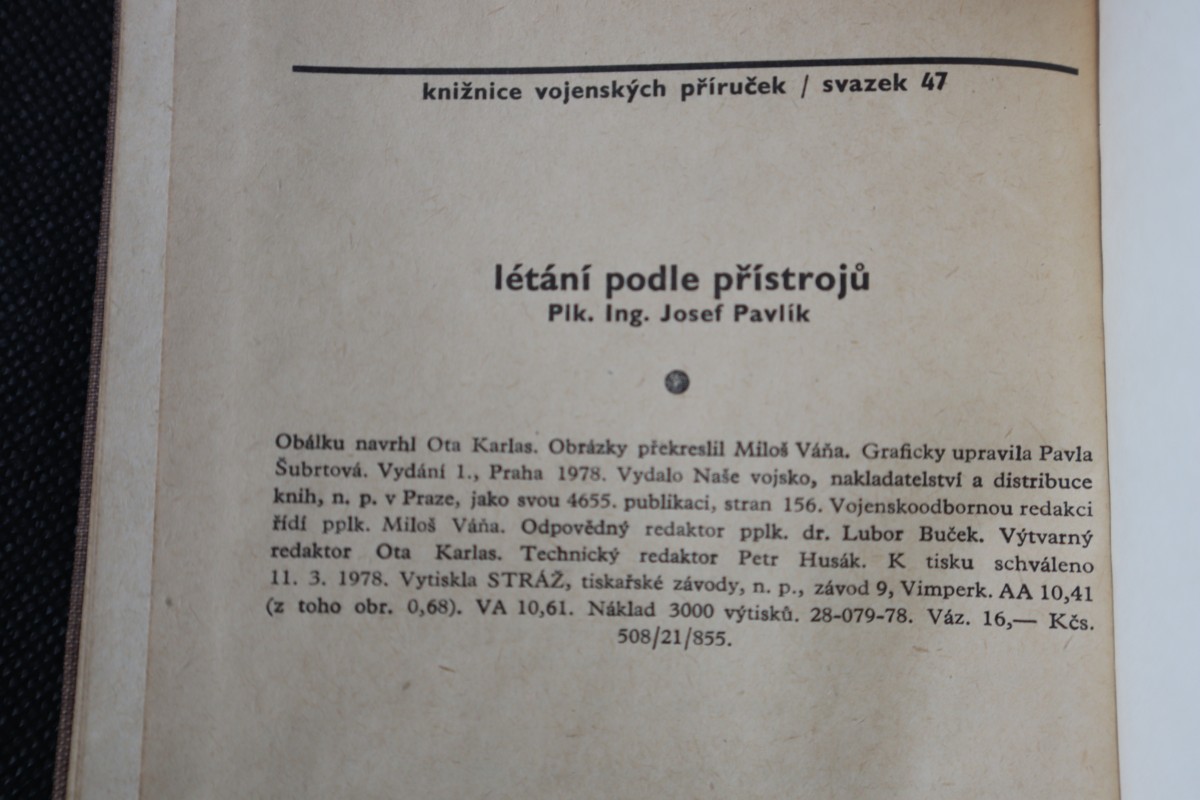 knižnice vojenských příruček / svazek 47
létání podle přístrojů
Plk. Ing. Josef Pavlík
Obálku navrhl Ota Karlas. Obrázky překreslil Miloš Váňa. Graficky upravila Pavla
Šubrtová. Vydání 1., Praha 1978. Vydalo Naše vojsko, nakladatelství a distribuce
knih, n. p. v Praze, jako svou 4655. publikaci, stran 156. Vojenskoodbornou redakci
řídí pplk. Miloš Váňa. Odpovědný redaktor pplk. dr. Lubor Buček. Výtvarný
redaktor Ota Karlas. Technický redaktor Petr Husák. K tisku schváleno
11. 3. 1978. Vytiskla STRÁŽ, tiskařské závody, n. p., závod 9, Vimperk. AA 10,41
(z toho obr. 0,68). VA 10,61. Náklad 3000 výtisků. 28-079-78. Váz. 16,— Kčs.
508/21/855.